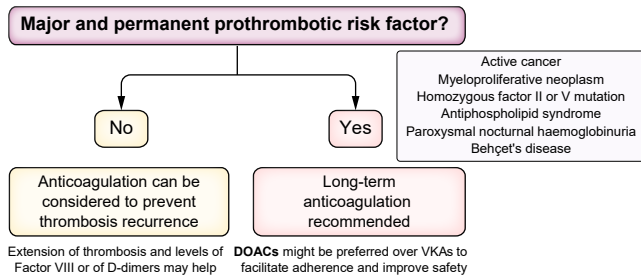 Major and permanent prothrombotic risk factor?
Active cancer
Myeloproliferative neoplasm
Homozygous factor II or V mutation
Antiphospholipid syndrome
Paroxysmal nocturnal haemoglobinuria
Behçet's disease
No
Yes
Anticoagulation can be
considered to prevent
thrombosis recurrence
Long-term
anticoagulation
recommended
Extension of thrombosis and levels of
Factor VIII or of D-dimers may help
DOACs might be preferred over VKAs to
facilitate adherence and improve safety